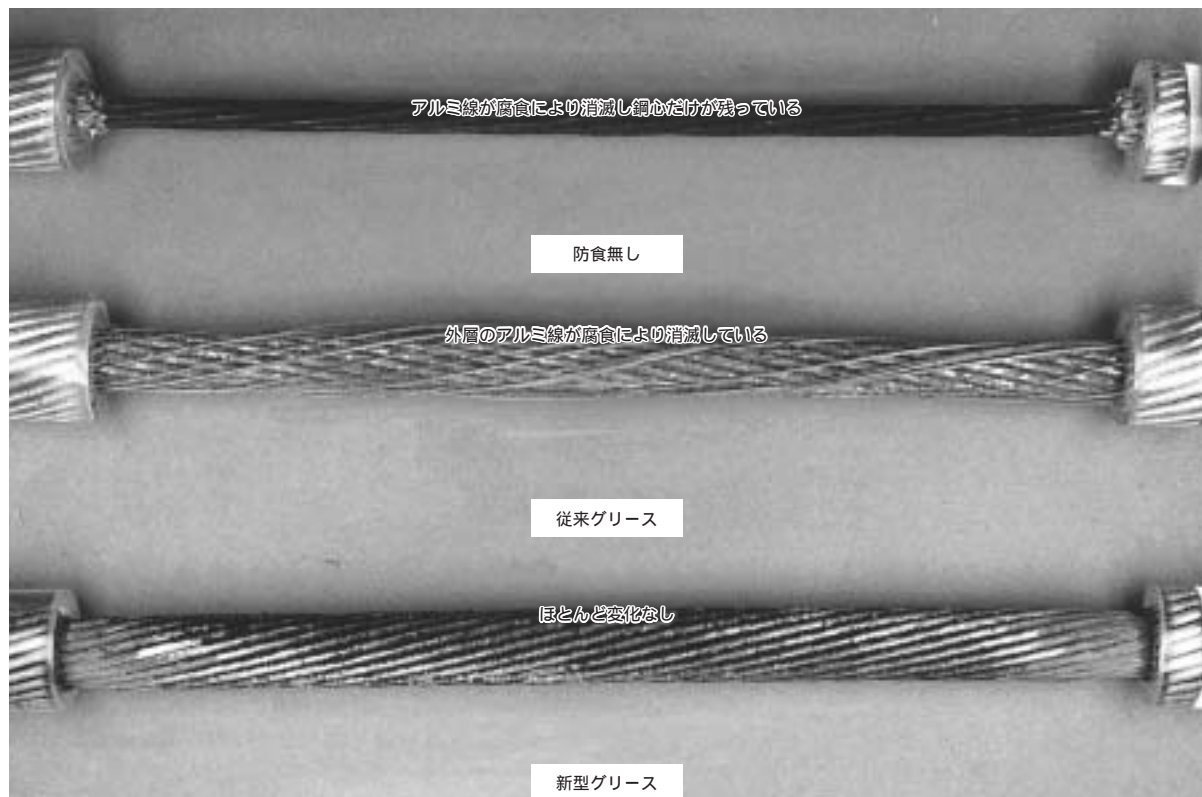 アルミ線が腐食により消滅し鋼心だけが残っている
防食無し
外層のアルミ線が腐食により消滅している
従来グリース
ほとんど変化なし
新型グリース